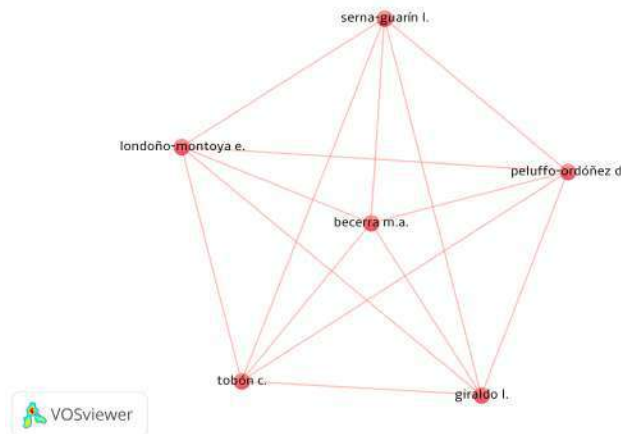 serna-guarín l.
londoño-montoya e.
peluffo-ordóñez d
becerra m.a.
tobón c.
giraldo l.
VOSviewer